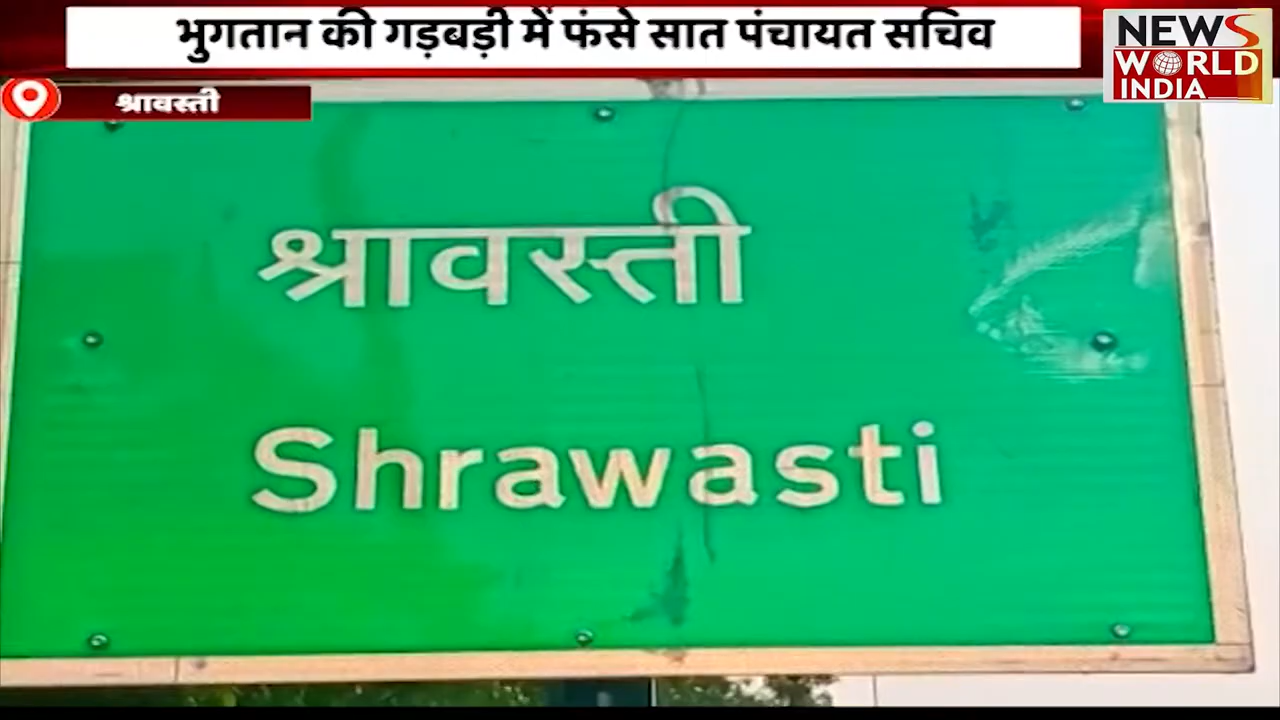 भुगतान की गड़बड़ी में फंसे सात पंचायत सचिव
NEWS
WORLD
INDIA
श्रावस्ती
श्रावस्ती
Shrawasti